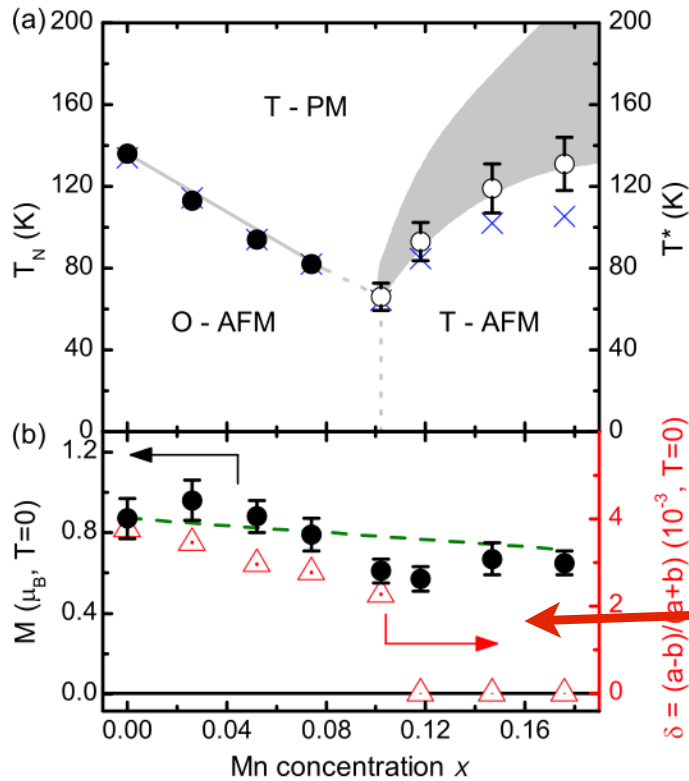 (a)
200
160
120
80
40
0
T_N (K)
T - PM
O - AFM
T - AFM
200
160
120
80
40
0
T* (K)
(b)
1.2
0.8
0.4
0.0
M (μ_B, T=0)
4
2
0
δ = (a-b)/(a+b) (10⁻³, T=0)
0.00 0.04 0.08 0.12 0.16
Mn concentration x